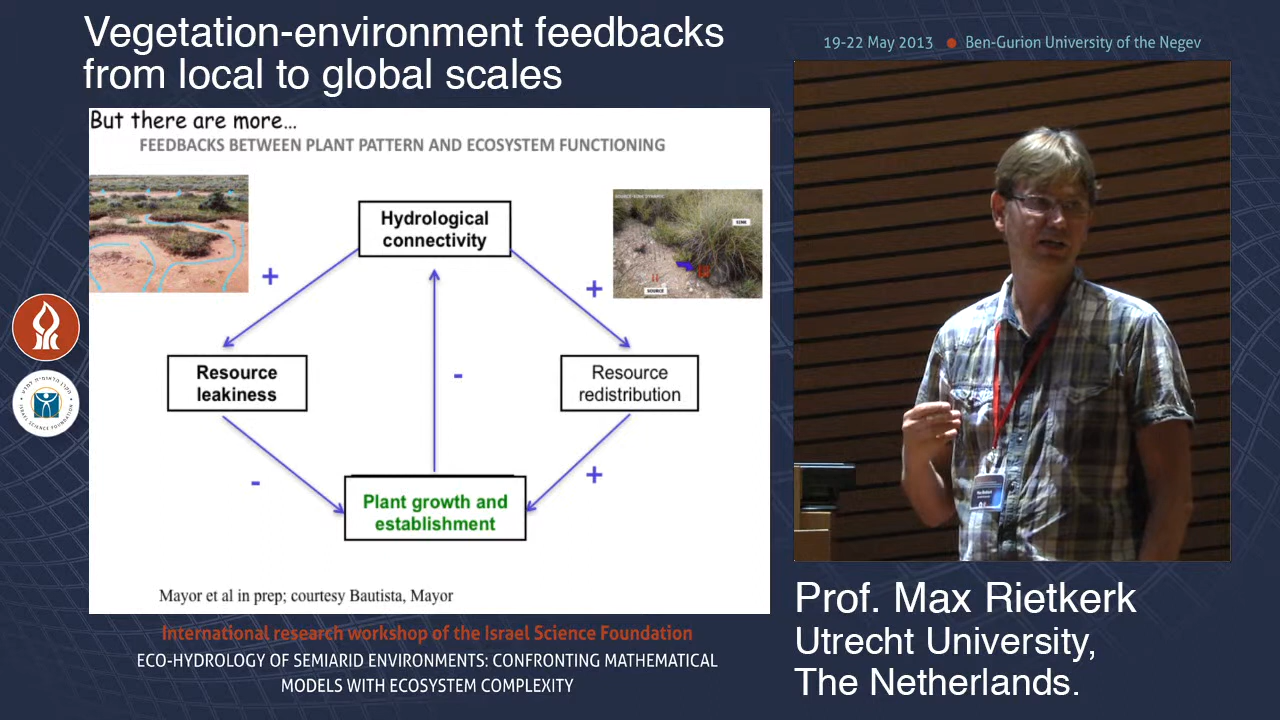 Vegetation-environment feedbacks
from local to global scales
19-22 May 2013 ● Ben-Gurion University of the Negev
But there are more...
FEEDBACKS BETWEEN PLANT PATTERN AND ECOSYSTEM FUNCTIONING
Hydrological
connectivity
SINK
SOURCE
+
+
Resource
leakiness
-
Resource
redistribution
-
+
Plant growth and
establishment
Mayor et al in prep; courtesy Bautista, Mayor
International research workshop of the Israel Science Foundation
ECO-HYDROLOGY OF SEMIARID ENVIRONMENTS: CONFRONTING MATHEMATICAL
MODELS WITH ECOSYSTEM COMPLEXITY
Prof. Max Rietkerk
Utrecht University,
The Netherlands.
ISRAEL SCIENCE FOUNDATION